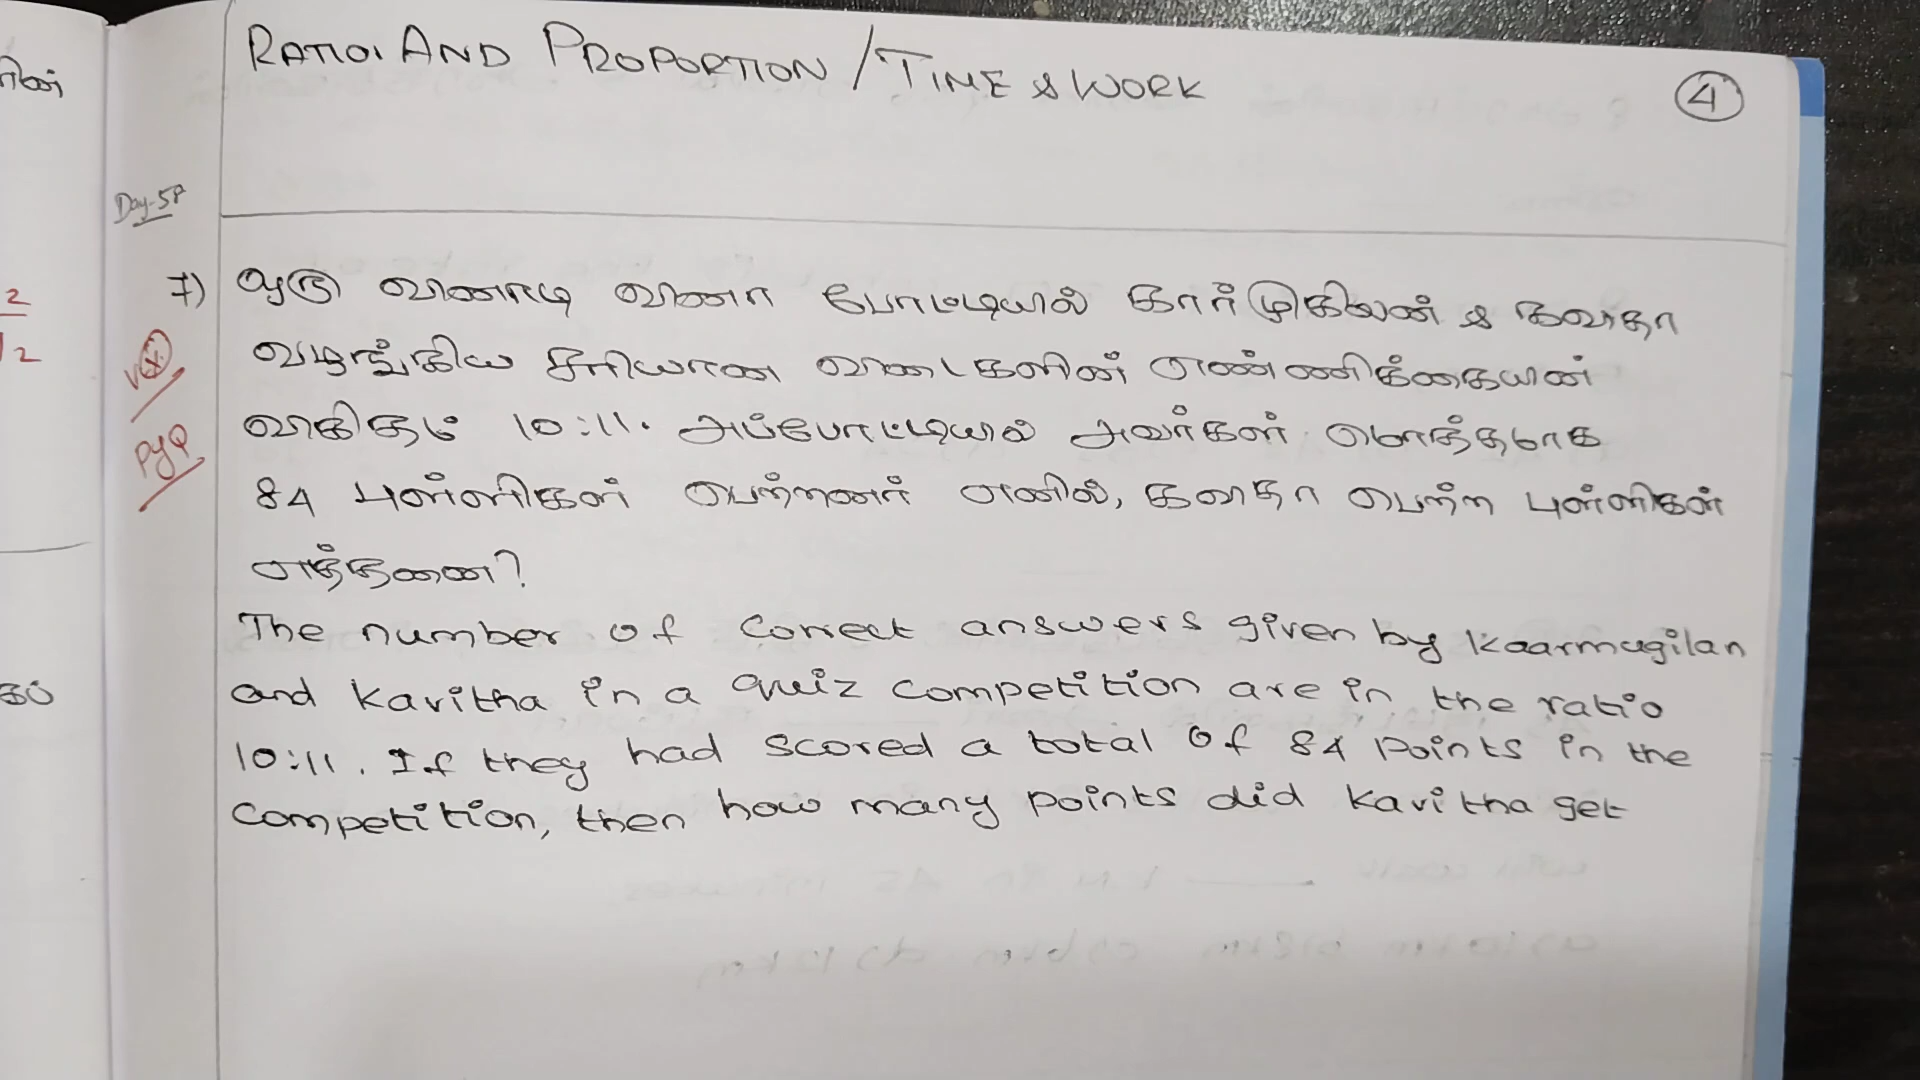 RATIO AND PROPORTION / TIME & WORK
4
Day-58
7) ஒரு வினாடி வினா போட்டியில் கார்முகிலன் & கவிதா
வழங்கிய சரியான விடைகளின் எண்ணிக்கையின்
விகிதம் 10:11. அப்போட்டியில் அவர்கள் மொத்தமாக
PYQ
84 புள்ளிகள் பெற்றனர் எனில், கவிதா பெற்ற புள்ளிகள்
எத்தனை?
The number of correct answers given by Kaarmugilan
and Kavitha in a quiz competition are in the ratio
10:11. If they had scored a total of 84 points in the
competition, then how many points did Kavitha get